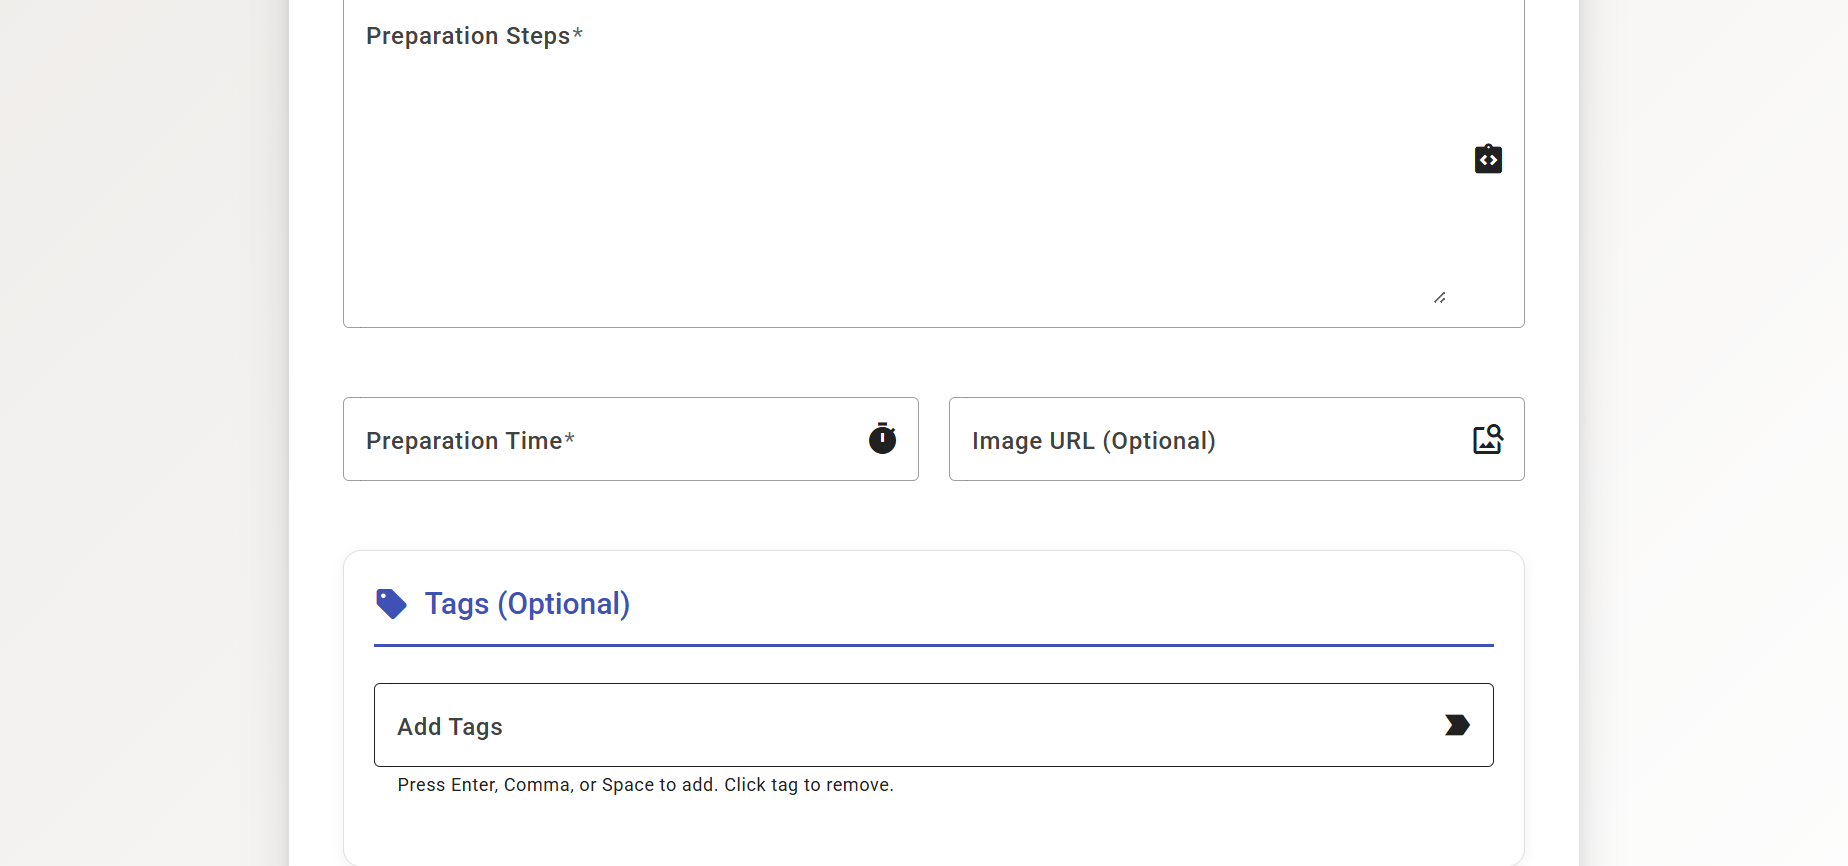 Preparation Steps*
Preparation Time*
Image URL (Optional)
Tags (Optional)
Add Tags
Press Enter, Comma, or Space to add. Click tag to remove.